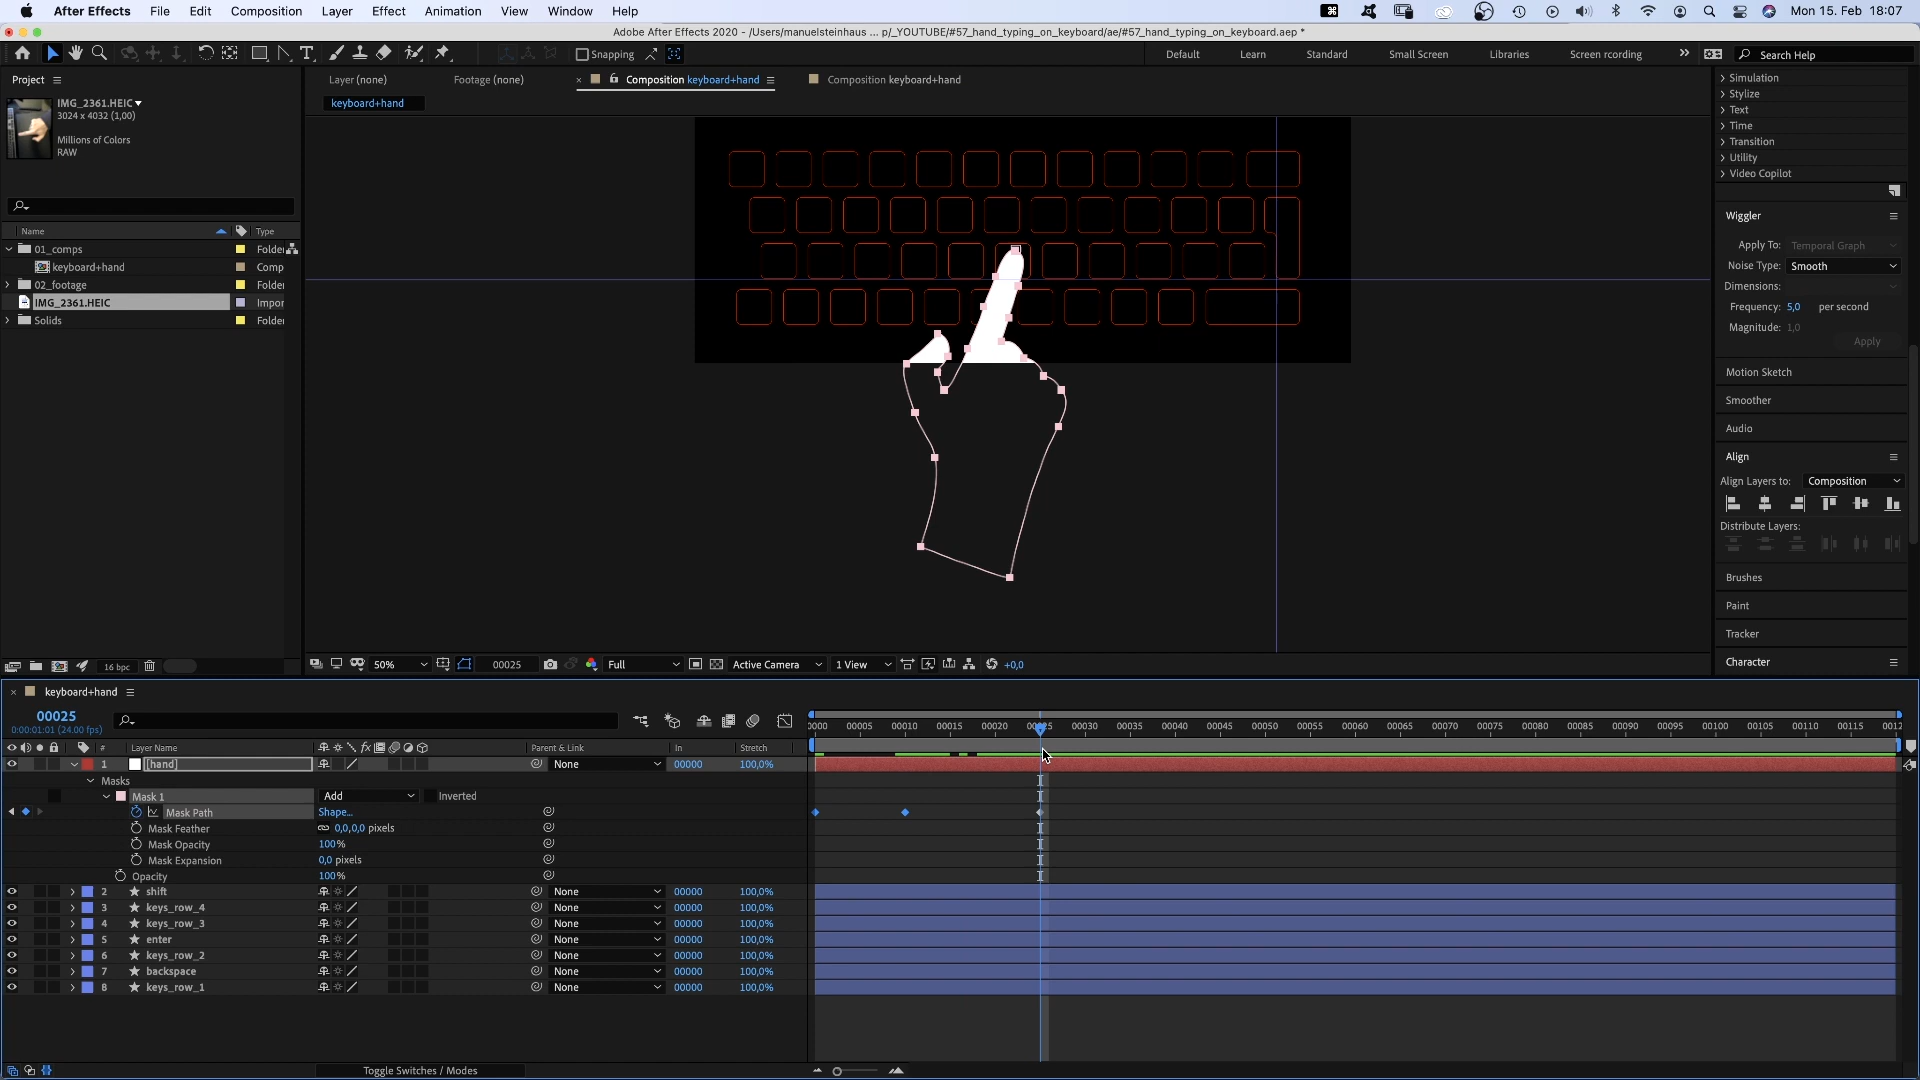 After Effects File Edit Composition Layer Effect Animation View Window Help Mon 15. Feb 18:07
Adobe After Effects 2020 - /Users/manuelsteinhaus ... p/_YOUTUBE/#57_hand_typing_on_keyboard/ae/#57_hand_typing_on_keyboard.aep *
Snapping Default Learn Standard Small Screen Libraries Screen rcording Search Help
Project Layer (none) Footage (none) Composition keyboard+hand Composition keyboard+hand
Simulation
Stylize
Text
Time
Transition
Utility
Video Copilot
IMG_2361.HEIC
3024 x 4032 (1,00)
Millions of Colors
RAW
keyboard+hand
Name Type
01_comps Folder
keyboard+hand Comp
02_footage Folder
IMG_2361.HEIC Impor
Solids Folder
Wiggler
Apply To: Temporal Graph
Noise Type: Smooth
Dimensions:
Frequency: 5,0 per second
Magnitude: 1,0
Apply
Motion Sketch
Smoother
Audio
Align
Align Layers to: Composition
Distribute Layers:
Brushes
Paint
Tracker
Character
16 bpc 50% 00025 Full Active Camera 1 View +0,0
keyboard+hand
00025
0:00:01:01 (24.00 fps)
0000 00005 00010 00015 00020 00025 00030 00035 00040 00045 00050 00055 00060 00065 00070 00075 00080 00085 00090 00095 00100 00105 00110 00115 0012
# Layer Name fx Parent & Link In Stretch
1 [hand] None 00000 100,0%
Masks
Mask 1 Add Inverted
Mask Path Shape...
Mask Feather 0,0,0,0 pixels
Mask Opacity 100%
Mask Expansion 0,0 pixels
Opacity 100%
2 shift None 00000 100,0%
3 keys_row_4 None 00000 100,0%
4 keys_row_3 None 00000 100,0%
5 enter None 00000 100,0%
6 keys_row_2 None 00000 100,0%
7 backspace None 00000 100,0%
8 keys_row_1 None 00000 100,0%
Toggle Switches / Modes